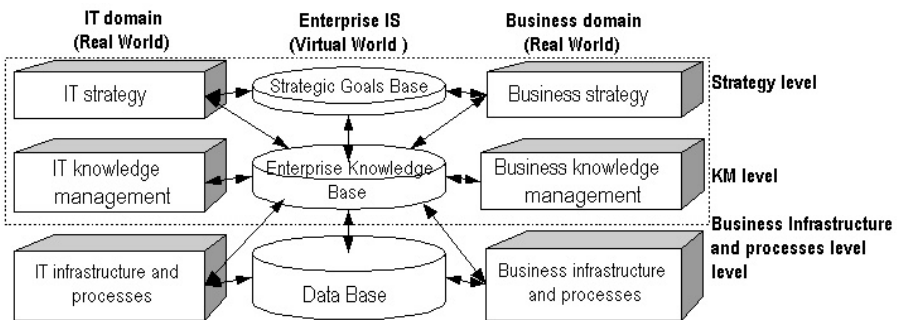 IT domain
(Real World)
Enterprise IS
(Virtual World )
Business domain
(Real World)
IT strategy
Strategic Goals Base
Business strategy
Strategy level
IT knowledge
management
Enterprise Knowledge
Base
Business knowledge
management
KM level
Business Infrastructure
and processes level
level
IT infrastructure and
processes
Data Base
Business infrastructure
and processes